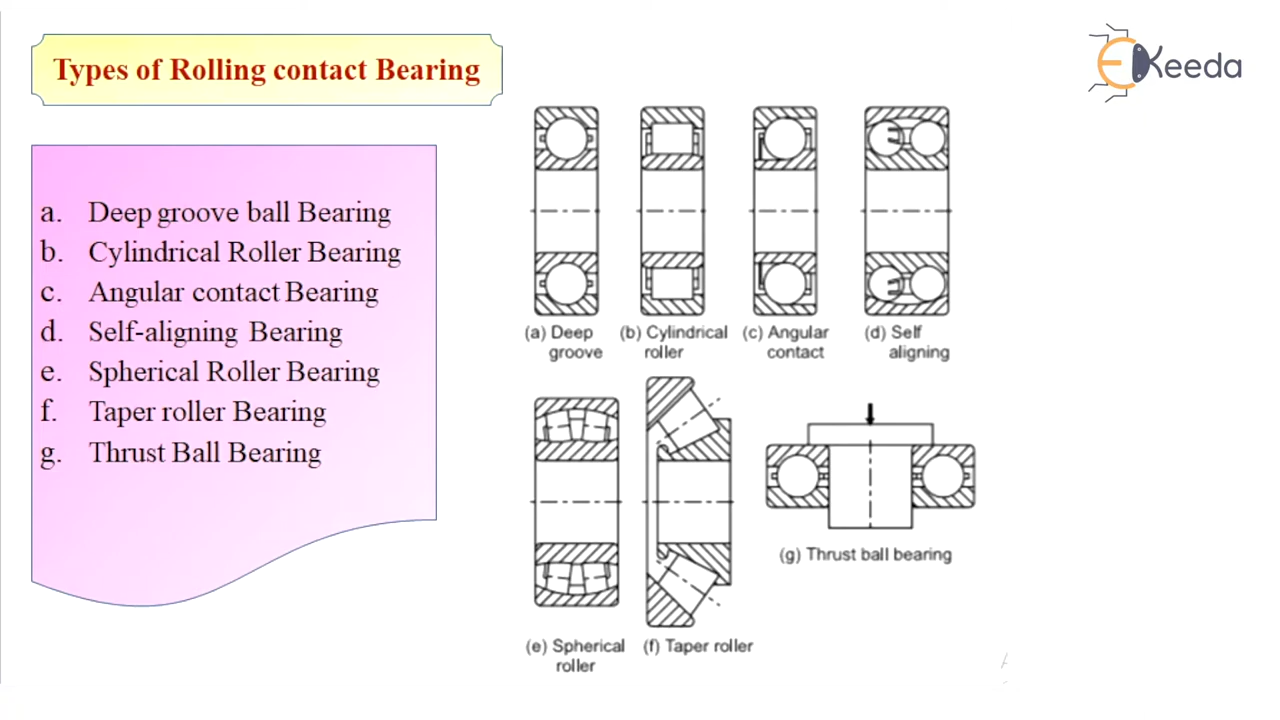 Types of Rolling contact Bearing
EKeeda
a. Deep groove ball Bearing
b. Cylindrical Roller Bearing
c. Angular contact Bearing
d. Self-aligning Bearing
e. Spherical Roller Bearing
f. Taper roller Bearing
g. Thrust Ball Bearing
(a) Deep
groove
(b) Cylindrical
roller
(c) Angular
contact
(d) Self
aligning
(e) Spherical
roller
(f) Taper roller
(g) Thrust ball bearing